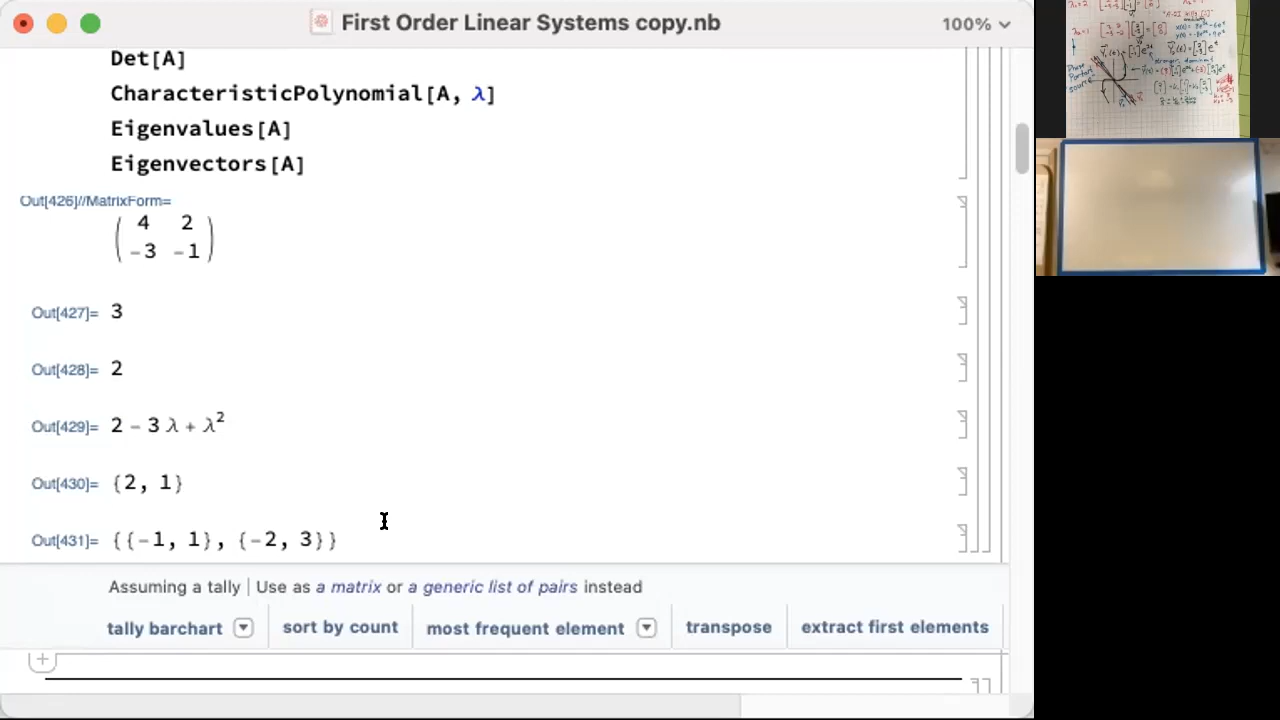 First Order Linear Systems copy.nb
100%
Det[A]
CharacteristicPolynomial[A, λ]
Eigenvalues[A]
Eigenvectors[A]
Out[426]//MatrixForm=
4 2
-3 -1
Out[427]= 3
Out[428]= 2
Out[429]= 2 - 3 λ + λ²
Out[430]= {2, 1}
Out[431]= {{-1, 1}, {-2, 3}}
Assuming a tally | Use as a matrix or a generic list of pairs instead
tally barchart
sort by count
most frequent element
transpose
extract first elements
Phase
Portrait
source